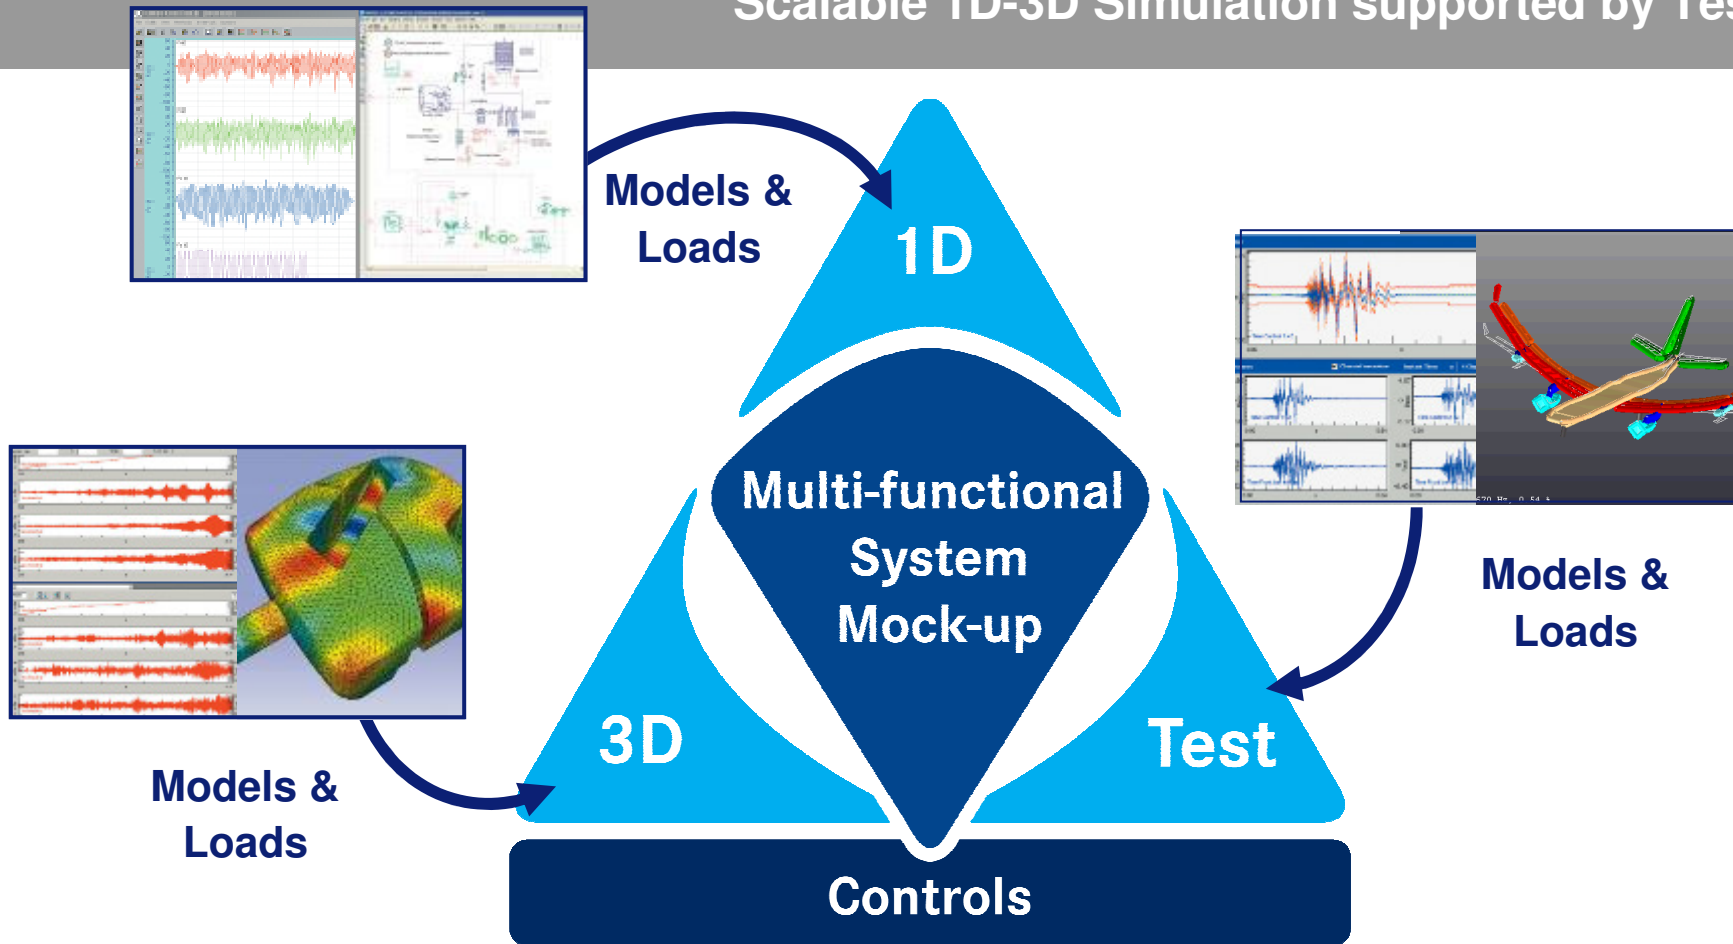 Scalable 1D-3D Simulation supported by Tes
Models &
Loads
1D
Multi-functional
System
Mock-up
Models &
Loads
3D
Test
Models &
Loads
Controls